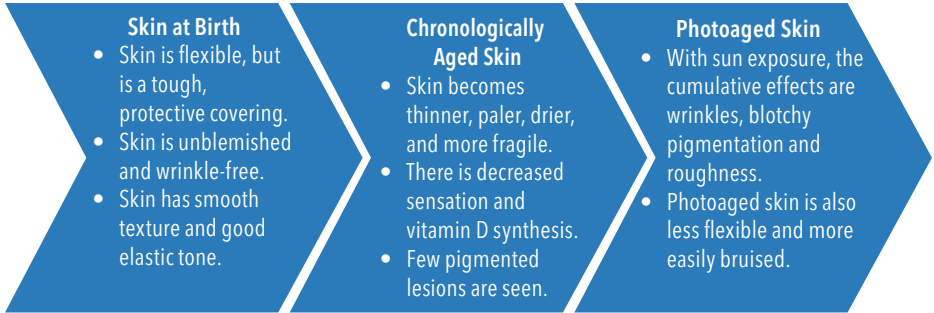 Skin at Birth
• Skin is flexible, but
is a tough,
protective covering.
• Skin is unblemished
and wrinkle-free.
• Skin has smooth
texture and good
elastic tone.
Chronologically
Aged Skin
• Skin becomes
thinner, paler, drier,
and more fragile.
• There is decreased
sensation and
vitamin D synthesis.
• Few pigmented
lesions are seen.
Photoaged Skin
• With sun exposure, the
cumulative effects are
wrinkles, blotchy
pigmentation and
roughness.
• Photoaged skin is also
less flexible and more
easily bruised.